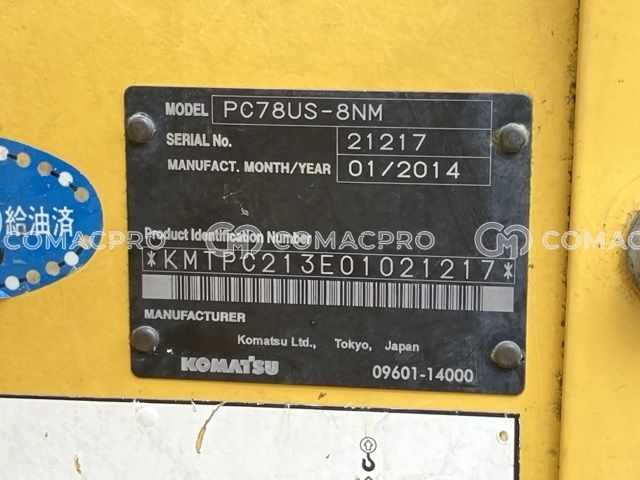 MODEL PC78US-8NM
SERIAL No. 21217
MANUFACT. MONTH/YEAR 01/2014
給油済
Product Identification Number
COMACPRO COMACPRO COMACPRO
*KMTPC213E01021217*
MANUFACTURER
Komatsu Ltd., Tokyo, Japan
KOMATSU 09601-14000